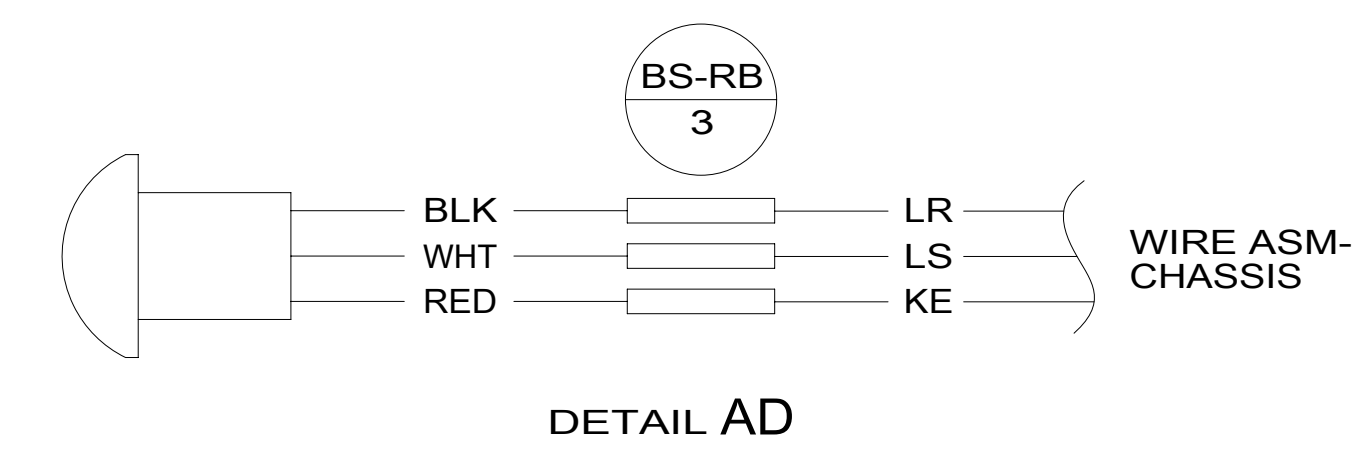 BS-RB
3
BLK LR
WHT LS
RED KE
WIRE ASM-
CHASSIS
DETAIL AD